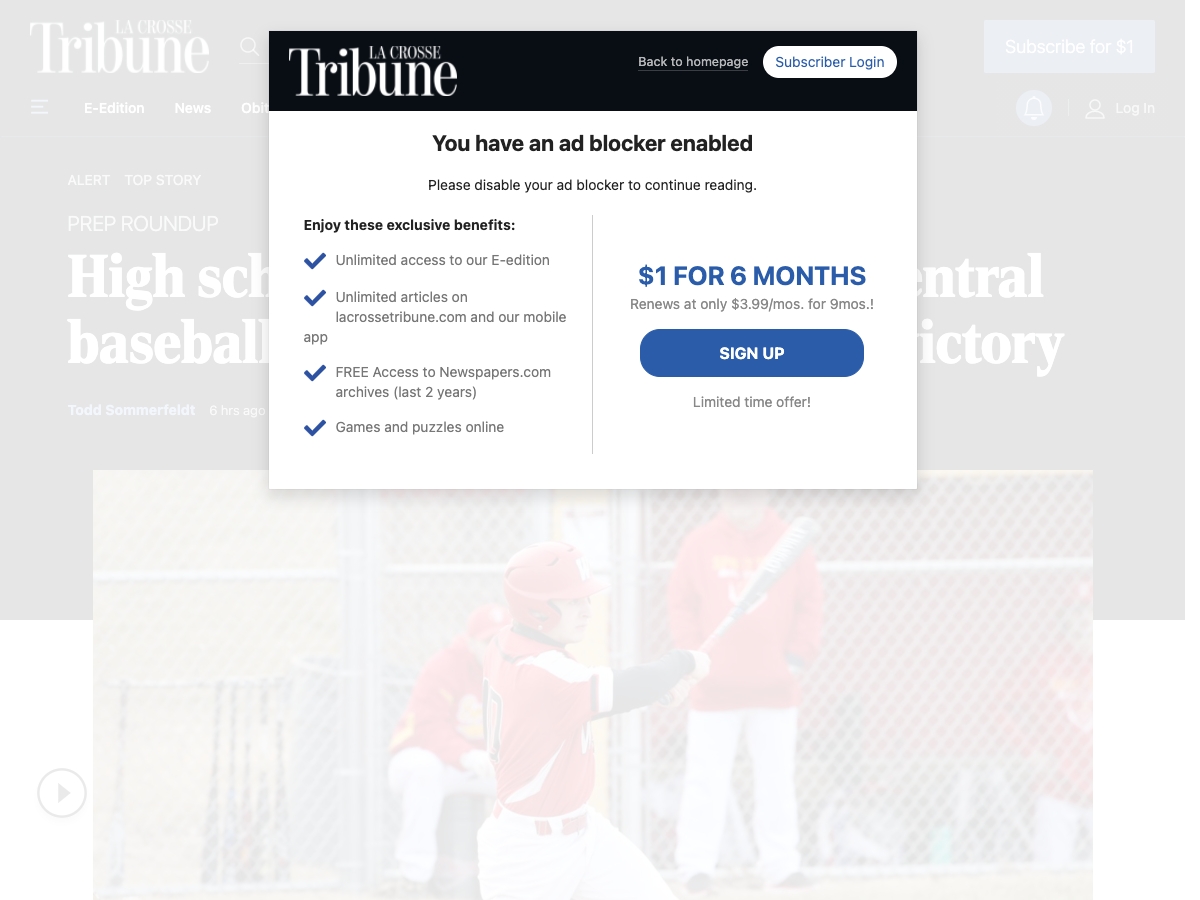 LA CROSSE
Tribune
Subscribe for $1
E-Edition
News
Obit
Log In
LA CROSSE
Tribune
Back to homepage
Subscriber Login
You have an ad blocker enabled
Please disable your ad blocker to continue reading.
Enjoy these exclusive benefits:
Unlimited access to our E-edition
Unlimited articles on
lacrossetribune.com and our mobile
app
FREE Access to Newspapers.com
archives (last 2 years)
Games and puzzles online
$1 FOR 6 MONTHS
Renews at only $3.99/mos. for 9mos.!
SIGN UP
Limited time offer!
ALERT
TOP STORY
PREP ROUNDUP
High sch
entral
baseball
ictory
Todd Sommerfeldt
6 hrs ago